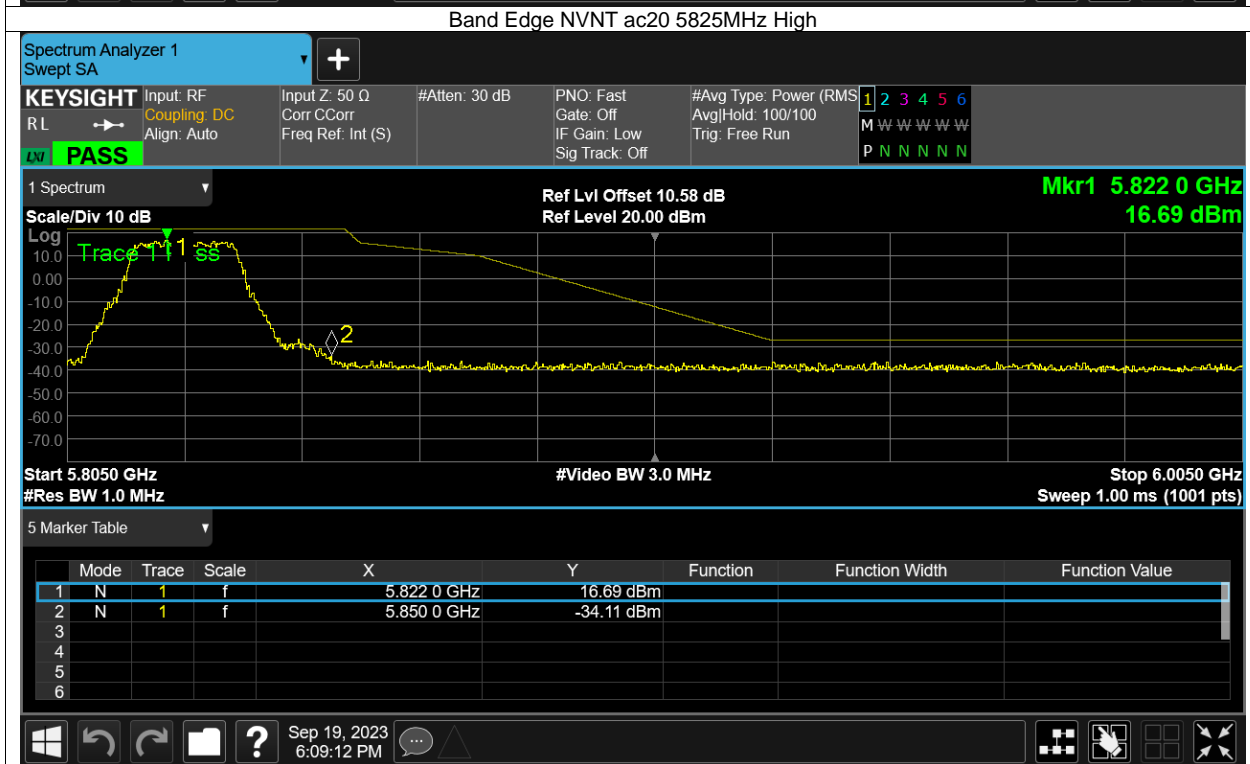 Band Edge NVNT ac20 5825MHz High
Spectrum Analyzer 1
Swept SA
+
KEYSIGHT Input: RF Input Z: 50 Ω #Atten: 30 dB PNO: Fast #Avg Type: Power (RMS 1 2 3 4 5 6
RL Coupling: DC Corr CCorr Gate: Off Avg|Hold: 100/100 M W W W W W
Align: Auto Freq Ref: Int (S) IF Gain: Low Trig: Free Run
LXI PASS Sig Track: Off P N N N N N
1 Spectrum Ref Lvl Offset 10.58 dB Mkr1 5.822 0 GHz
Scale/Div 10 dB Ref Level 20.00 dBm 16.69 dBm
Log
10.0 Trace 1 1 ss
0.00
-10.0
-20.0
2
-30.0
-40.0
-50.0
-60.0
-70.0
Start 5.8050 GHz #Video BW 3.0 MHz Stop 6.0050 GHz
#Res BW 1.0 MHz Sweep 1.00 ms (1001 pts)
5 Marker Table
Mode Trace Scale X Y Function Function Width Function Value
1 N 1 f 5.822 0 GHz 16.69 dBm
2 N 1 f 5.850 0 GHz -34.11 dBm
3
4
5
6
? Sep 19, 2023
6:09:12 PM